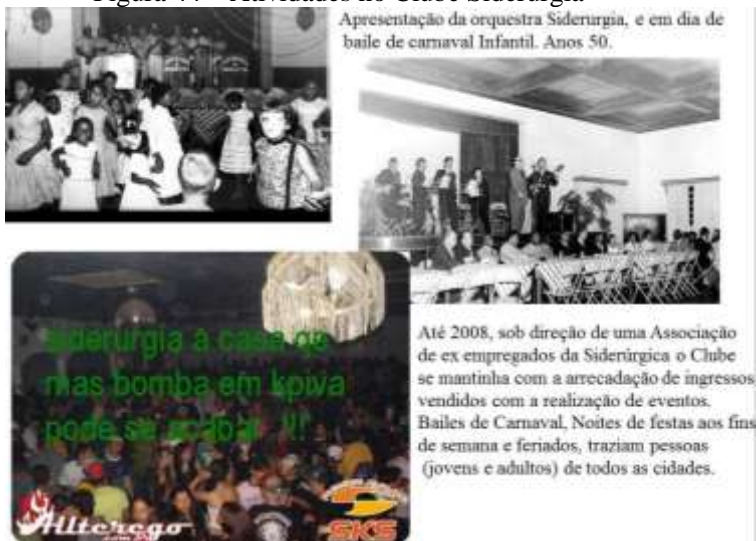 Apresentação da orquestra Siderurgia, e em dia de
baile de carnaval Infantil. Anos 50.
siderurgia a casa qe
mas bomba em kpiva
pode se acabar !!!
Alterego
SKS
Até 2008, sob direção de uma Associação
de ex empregados da Siderúrgica o Clube
se mantinha com a arrecadação de ingressos
vendidos com a realização de eventos.
Bailes de Carnaval, Noites de festas aos fins
de semana e feriados, traziam pessoas
(jovens e adultos) de todos as cidades.